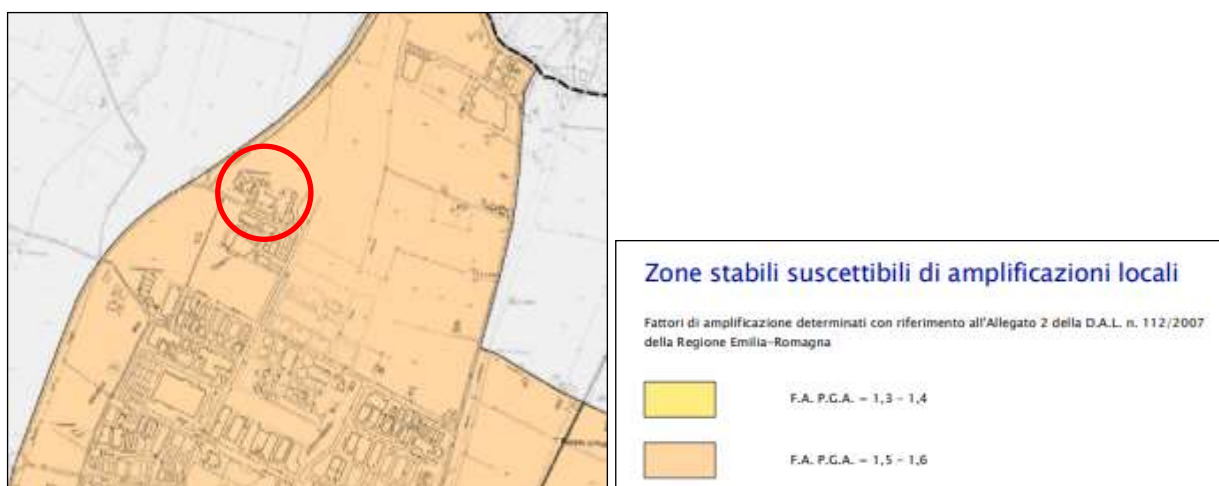 Zone stabili suscettibili di amplificazioni locali
Fattori di amplificazione determinati con riferimento all'Allegato 2 della D.A.L. n. 112/2007
della Regione Emilia-Romagna
F.A. P.G.A. = 1,3 - 1,4
F.A. P.G.A. = 1,5 - 1,6